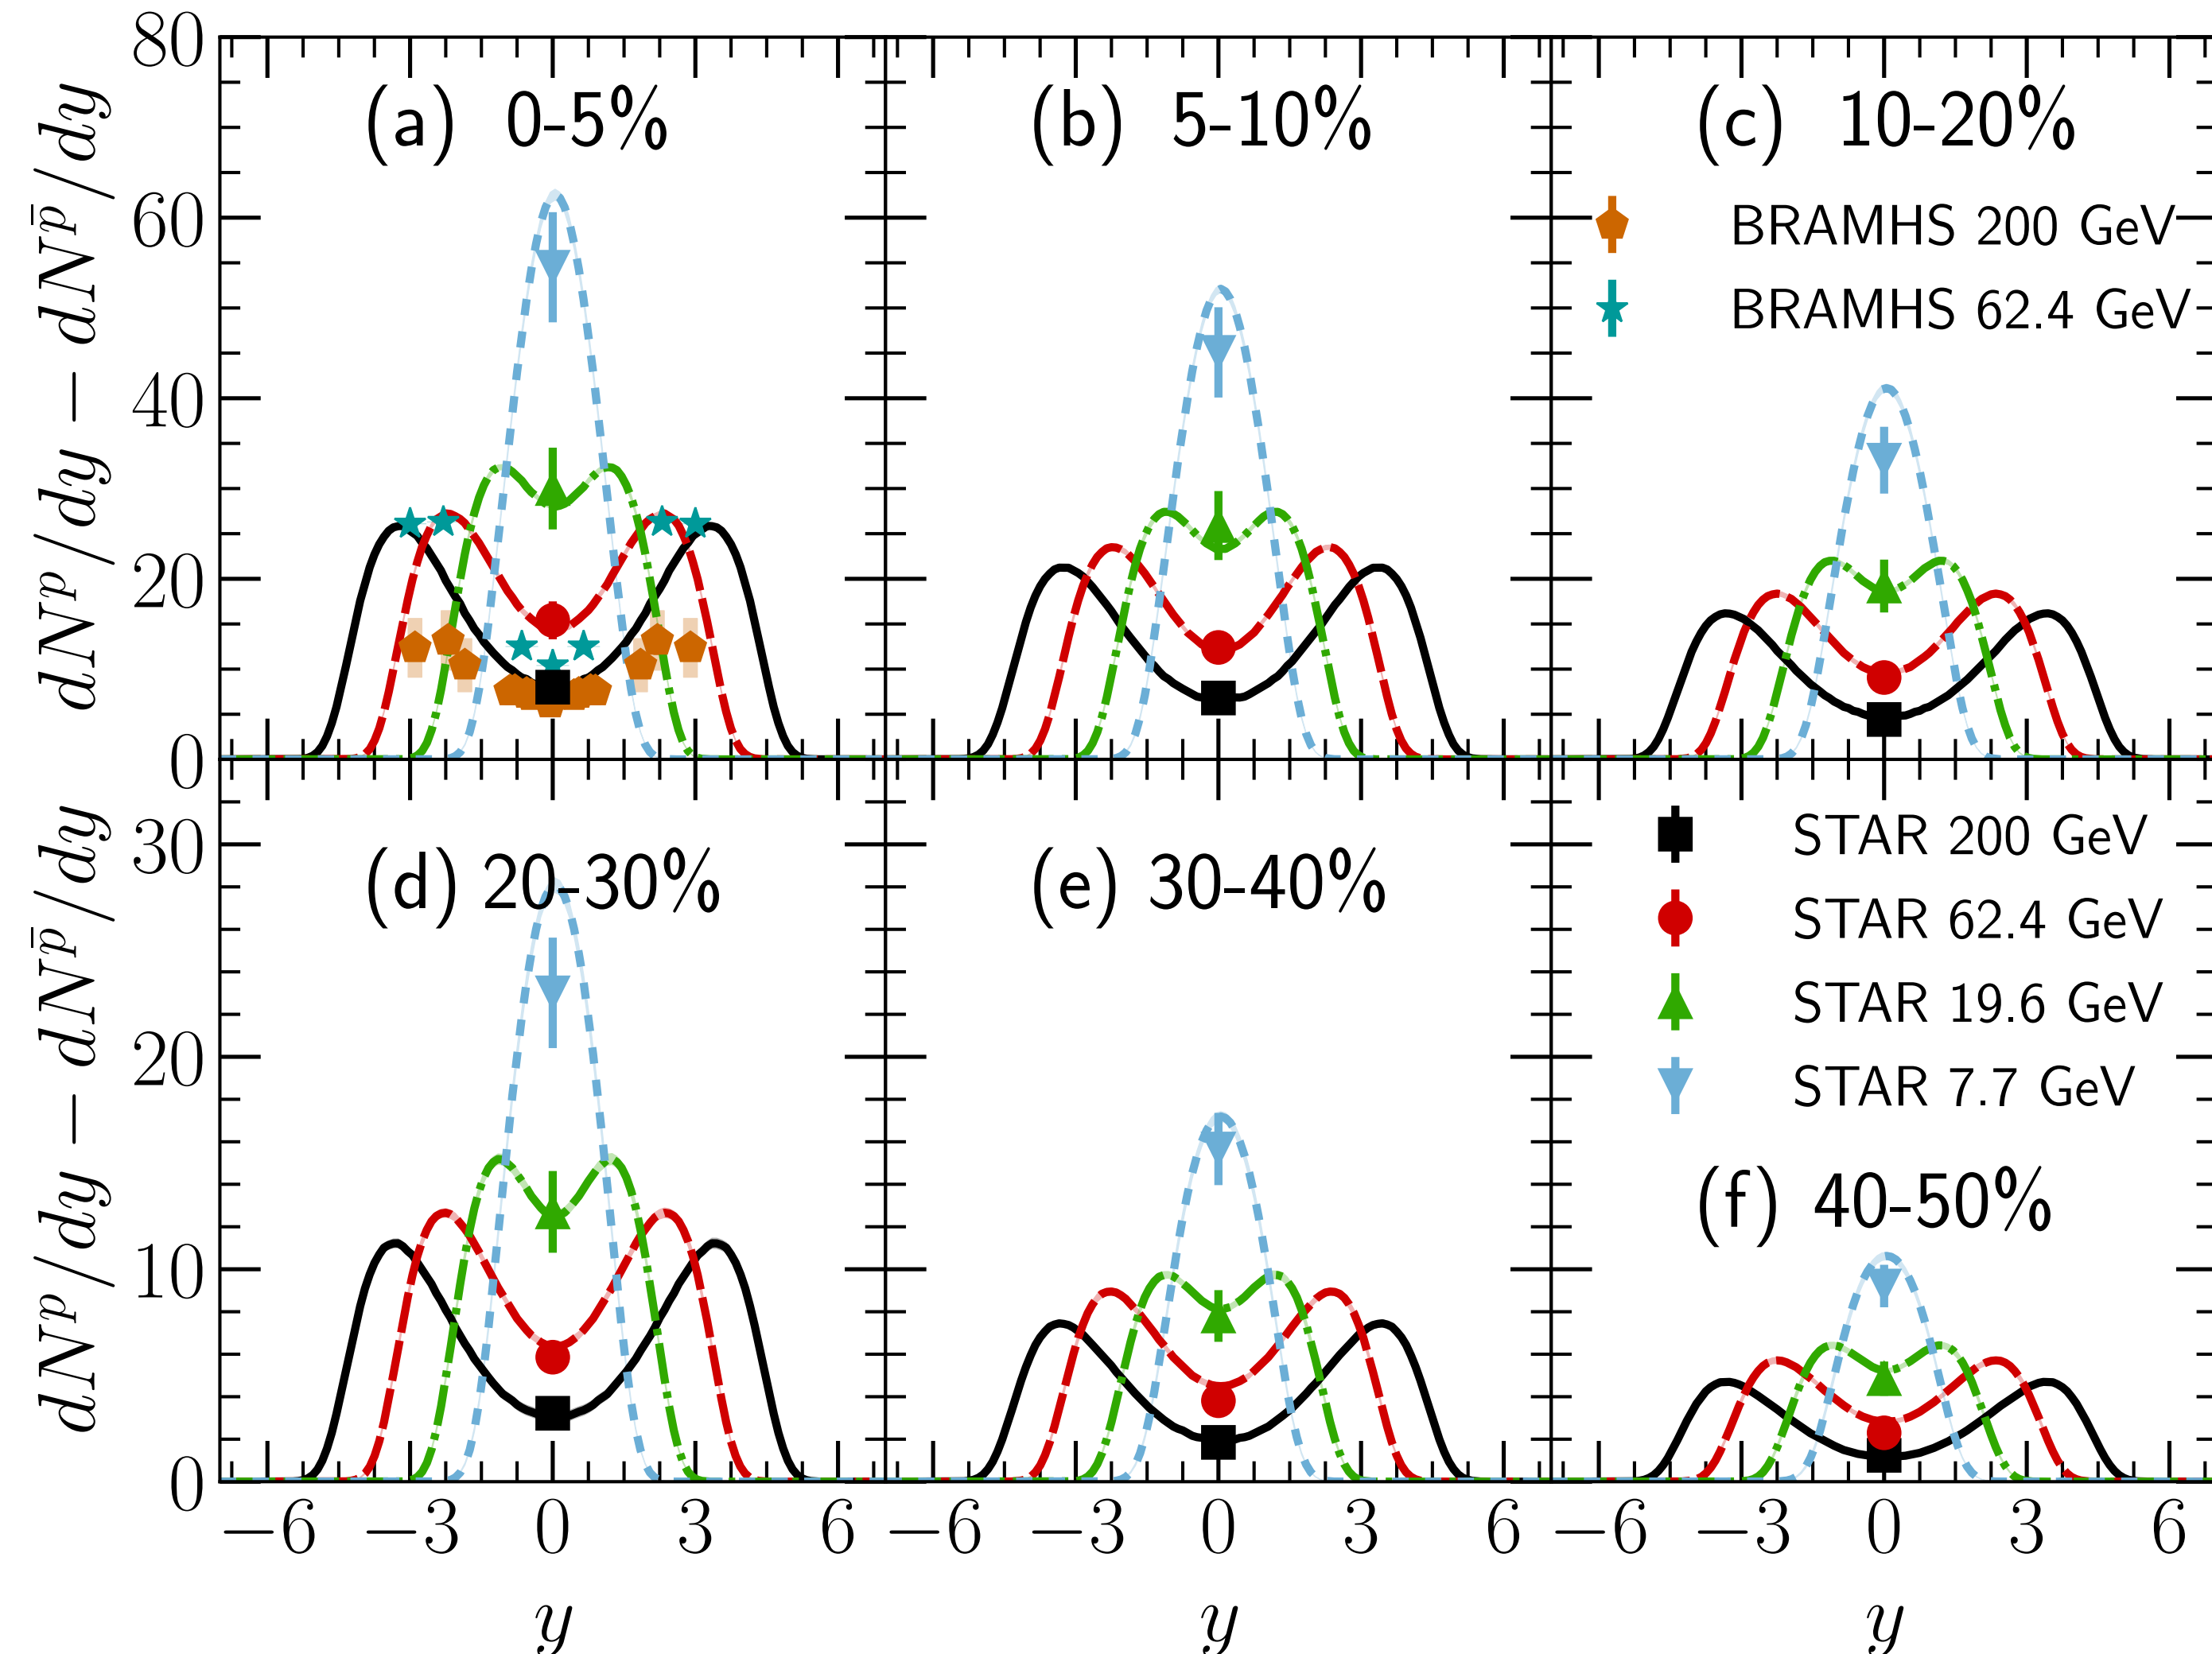 dN^p/dy − dN^p̄/dy
80
60
40
20
0
(a) 0-5%
(b) 5-10%
(c) 10-20%
BRAMHS 200 GeV
BRAMHS 62.4 GeV
dN^p/dy − dN^p̄/dy
30
20
10
0
(d) 20-30%
(e) 30-40%
STAR 200 GeV
STAR 62.4 GeV
STAR 19.6 GeV
STAR 7.7 GeV
(f) 40-50%
−6 −3 0 3 6 −6 −3 0 3 6 −6 −3 0 3 6
y y y